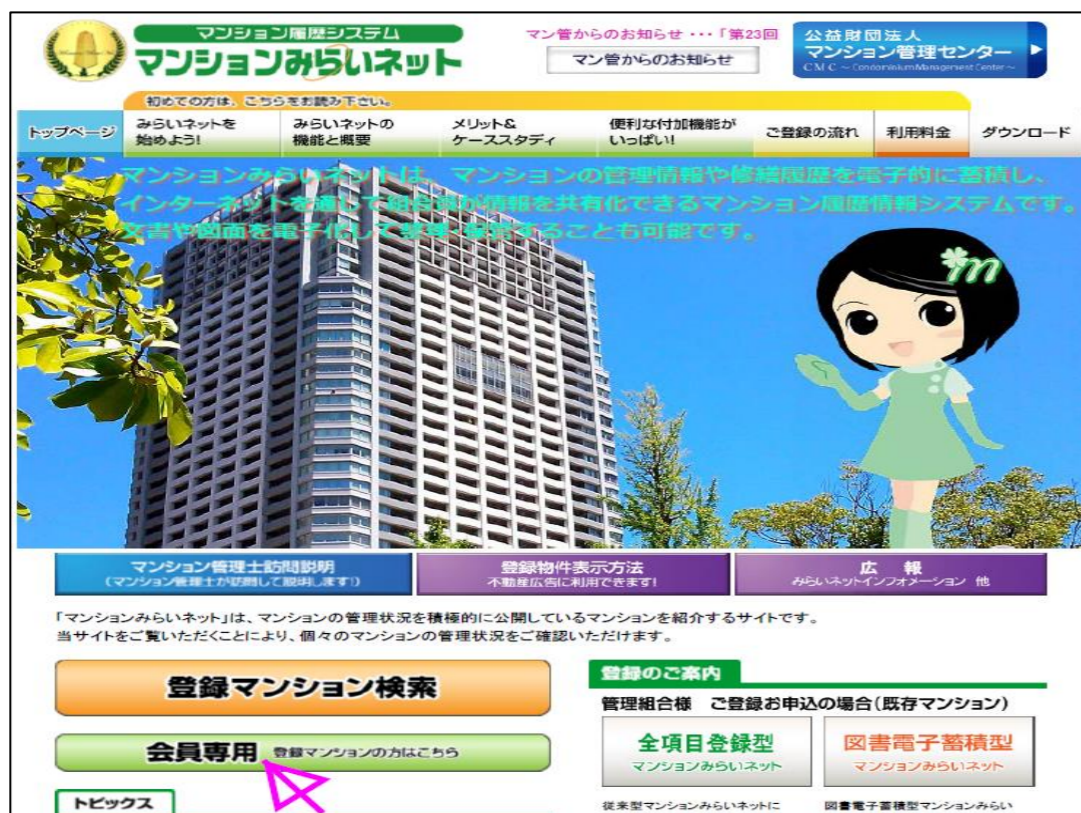 マンション履歴システム
マンションみらいネット
マン管からのお知らせ ・・・「第23回
マン管からのお知らせ
公益財団法人
マンション管理センター
CMC ~ Condominium Management Center ~
初めての方は、こちらをお読み下さい。
トップページ
みらいネットを
始めよう!
みらいネットの
機能と概要
メリット&
ケーススタディ
便利な付加機能が
いっぱい!
ご登録の流れ
利用料金
ダウンロード
マンションみらいネットは、マンションの管理情報や修繕履歴を電子的に蓄積し、
インターネットを通して組合員が情報を共有化できるマンション履歴情報システムです。
文書や図面を電子化して整理・保管することも可能です。
m
マンション管理士訪問説明
(マンション管理士が訪問して説明します!)
登録物件表示方法
不動産広告に利用できます!
広 報
みらいネットインフォメーション 他
「マンションみらいネット」は、マンションの管理状況を積極的に公開しているマンションを紹介するサイトです。
当サイトをご覧いただくことにより、個々のマンションの管理状況をご確認いただけます。
登録マンション検索
会員専用 登録マンションの方はこちら
トピックス
登録のご案内
管理組合様 ご登録お申込の場合(既存マンション)
全項目登録型
マンションみらいネット
図書電子蓄積型
マンションみらいネット
従来型マンションみらいネットに
図書電子蓄積型マンションみらい